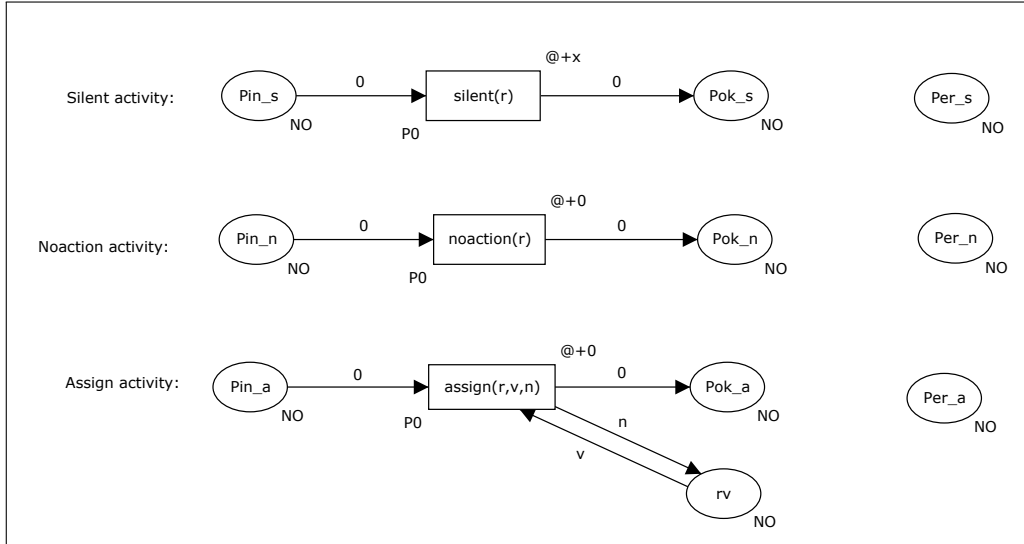 @+x
Silent activity: Pin_s 0 silent(r) 0 Pok_s Per_s
NO P0 NO NO
@+0
Noaction activity: Pin_n 0 noaction(r) 0 Pok_n Per_n
NO P0 NO NO
@+0
Assign activity: Pin_a 0 assign(r,v,n) 0 Pok_a Per_a
NO P0 NO NO
n
v
rv
NO